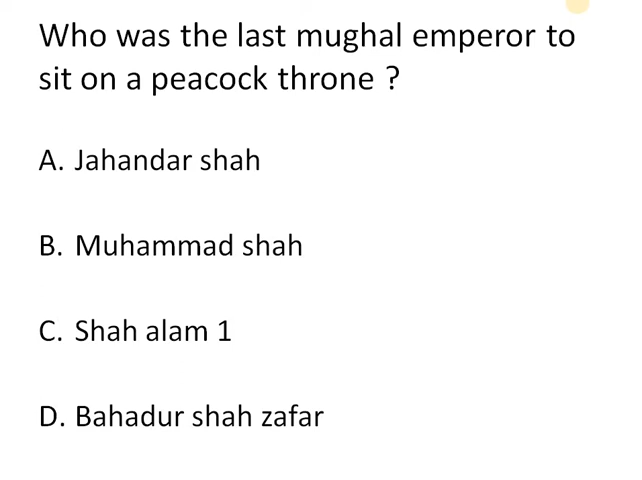 Who was the last mughal emperor to
sit on a peacock throne ?
A. Jahandar shah
B. Muhammad shah
C. Shah alam 1
D. Bahadur shah zafar